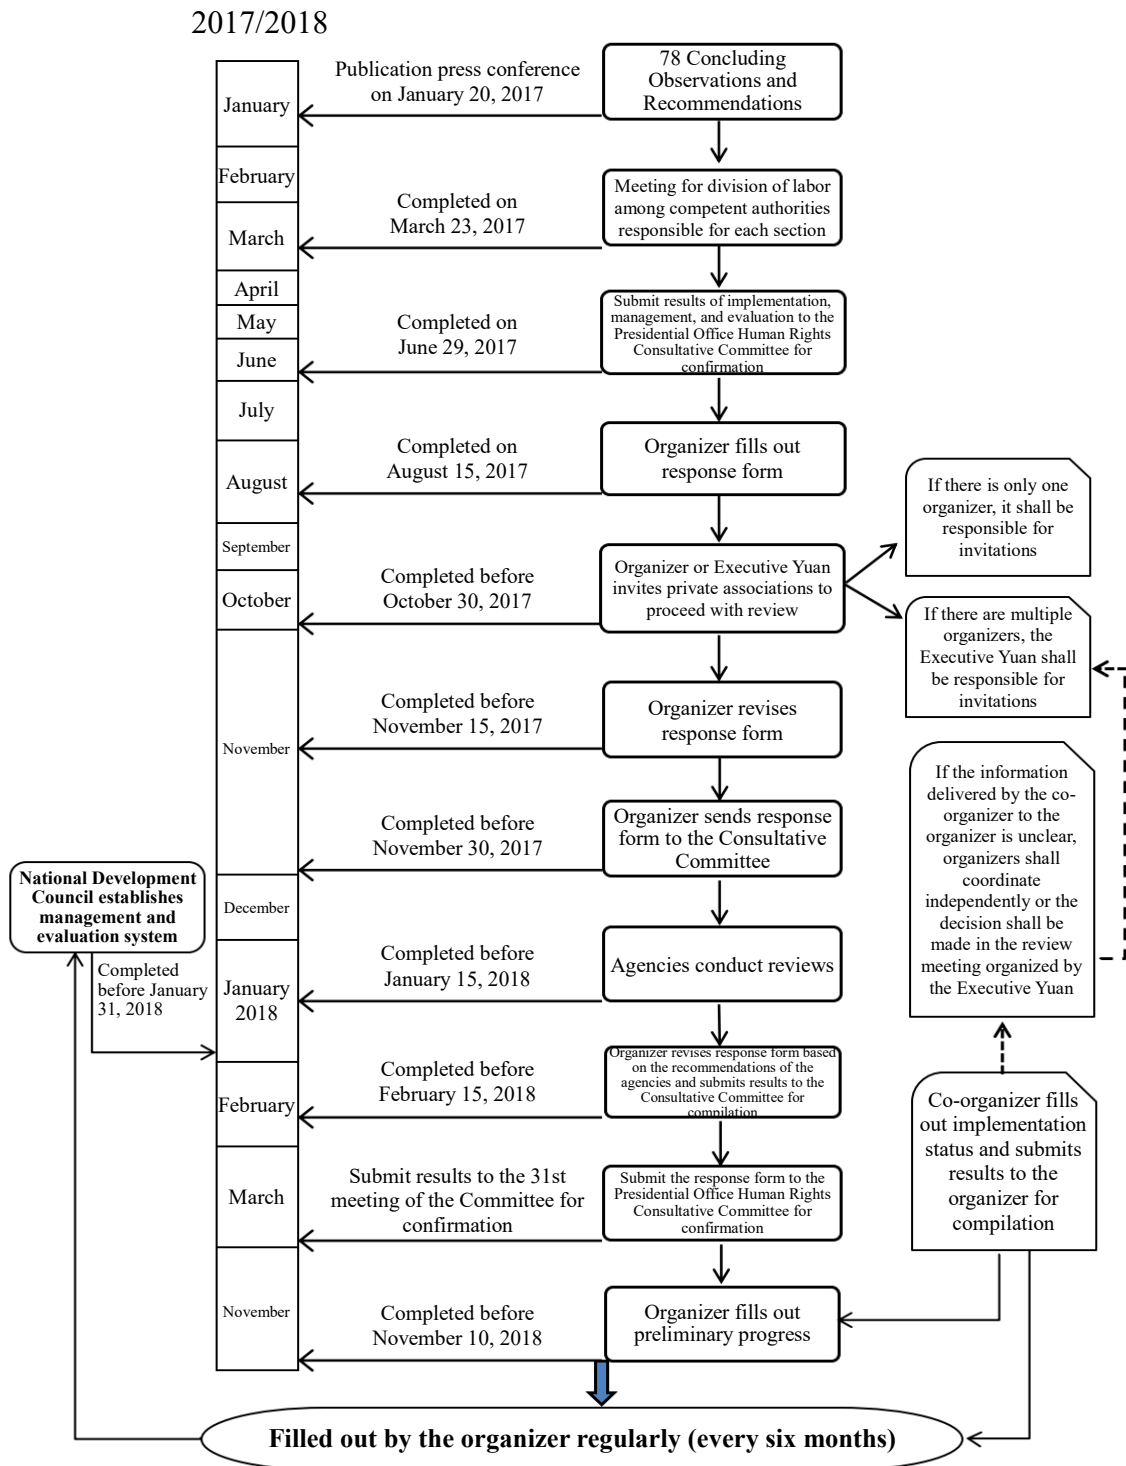 2017/2018
January
February
March
April
May
June
July
August
September
October
November
December
January
2018
February
March
November
Publication press conference
on January 20, 2017
78 Concluding
Observations and
Recommendations
Completed on
March 23, 2017
Meeting for division of labor
among competent authorities
responsible for each section
Completed on
June 29, 2017
Submit results of implementation,
management, and evaluation to the
Presidential Office Human Rights
Consultative Committee for
confirmation
Completed on
August 15, 2017
Organizer fills out
response form
Completed before
October 30, 2017
Organizer or Executive Yuan
invites private associations to
proceed with review
If there is only one
organizer, it shall be
responsible for
invitations
If there are multiple
organizers, the
Executive Yuan shall
be responsible for
invitations
Completed before
November 15, 2017
Organizer revises
response form
Completed before
November 30, 2017
Organizer sends response
form to the Consultative
Committee
If the information
delivered by the co-
organizer to the
organizer is unclear,
organizers shall
coordinate
independently or the
decision shall be
made in the review
meeting organized by
the Executive Yuan
National Development
Council establishes
management and
evaluation system
Completed
before January
31, 2018
Completed before
January 15, 2018
Agencies conduct reviews
Completed before
February 15, 2018
Organizer revises response form based
on the recommendations of the
agencies and submits results to the
Consultative Committee for
compilation
Co-organizer fills
out implementation
status and submits
results to the
organizer for
compilation
Submit results to the 31st
meeting of the Committee for
confirmation
Submit the response form to the
Presidential Office Human Rights
Consultative Committee for
confirmation
Completed before
November 10, 2018
Organizer fills out
preliminary progress
Filled out by the organizer regularly (every six months)